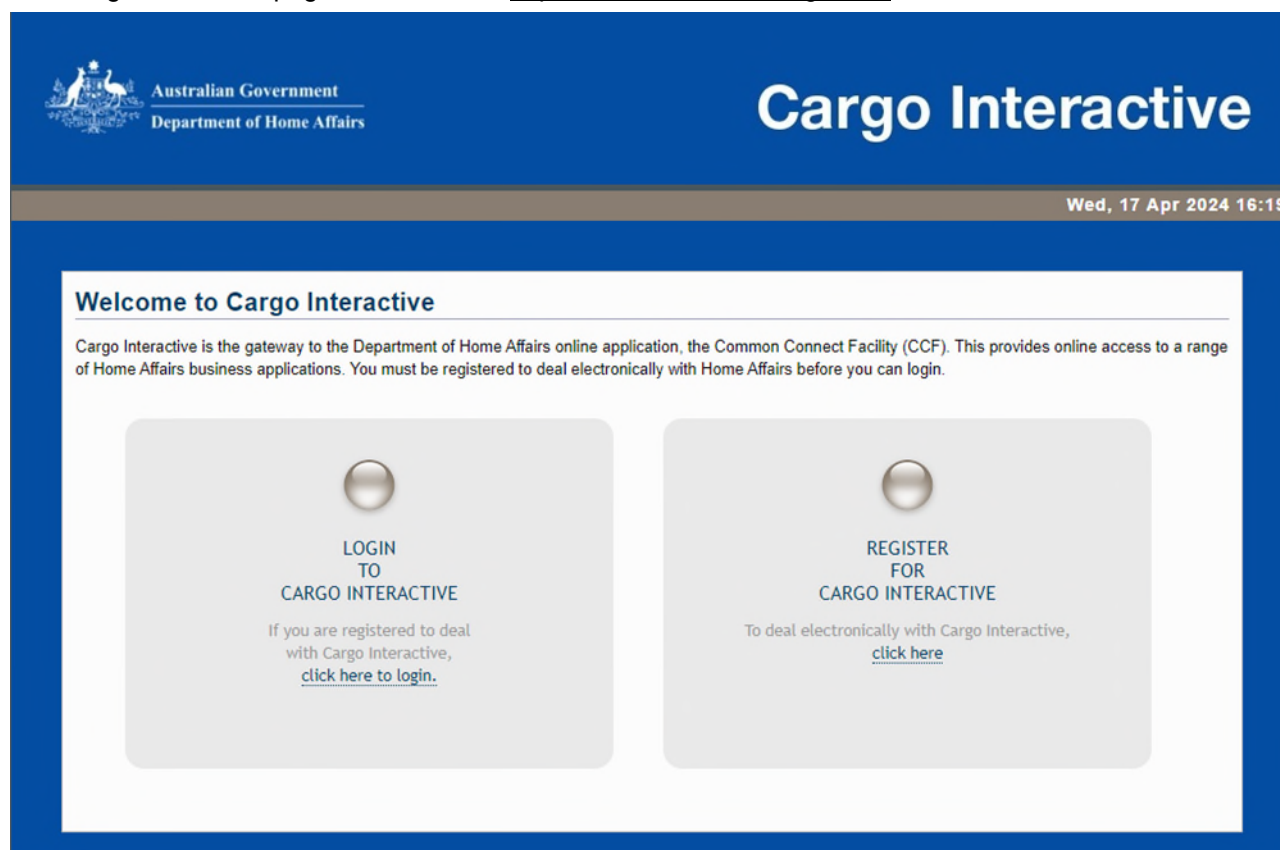 Australian Government
Department of Home Affairs
Cargo Interactive
Wed, 17 Apr 2024 16:19
Welcome to Cargo Interactive
Cargo Interactive is the gateway to the Department of Home Affairs online application, the Common Connect Facility (CCF). This provides online access to a range
of Home Affairs business applications. You must be registered to deal electronically with Home Affairs before you can login.
LOGIN
TO
CARGO INTERACTIVE
If you are registered to deal
with Cargo Interactive,
click here to login.
REGISTER
FOR
CARGO INTERACTIVE
To deal electronically with Cargo Interactive,
click here